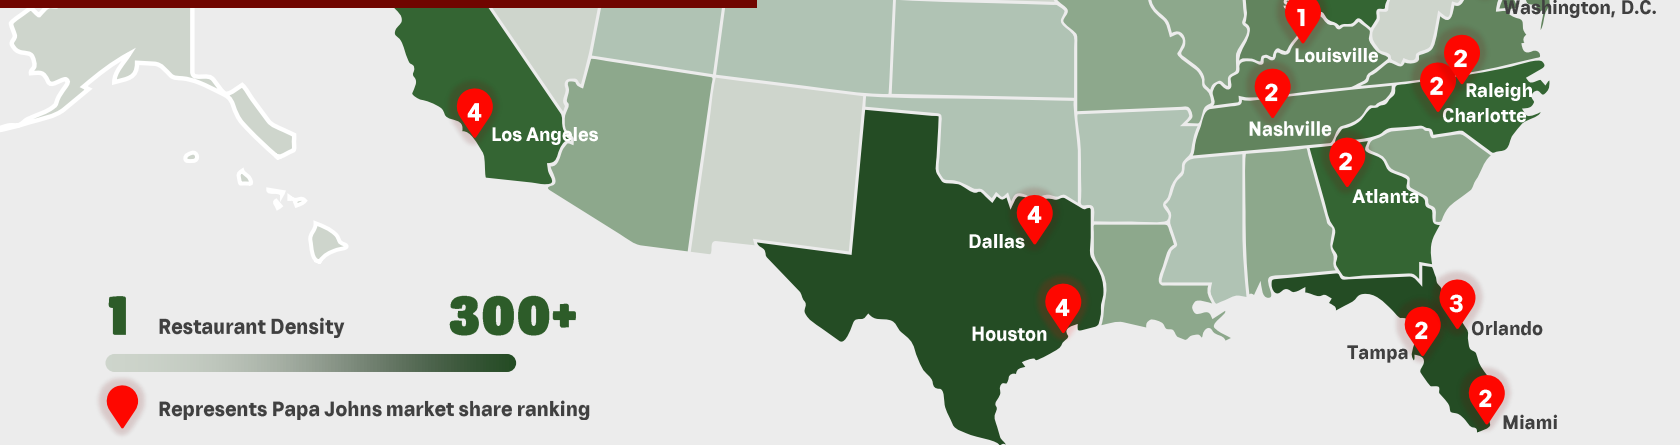 Washington, D.C.
1
Louisville
2
2
2
Raleigh
Charlotte
4
Los Angeles
Nashville
2
Atlanta
4
Dallas
4
Houston
3
Orlando
2
Tampa
2
Miami
1 Restaurant Density 300+
Represents Papa Johns market share ranking